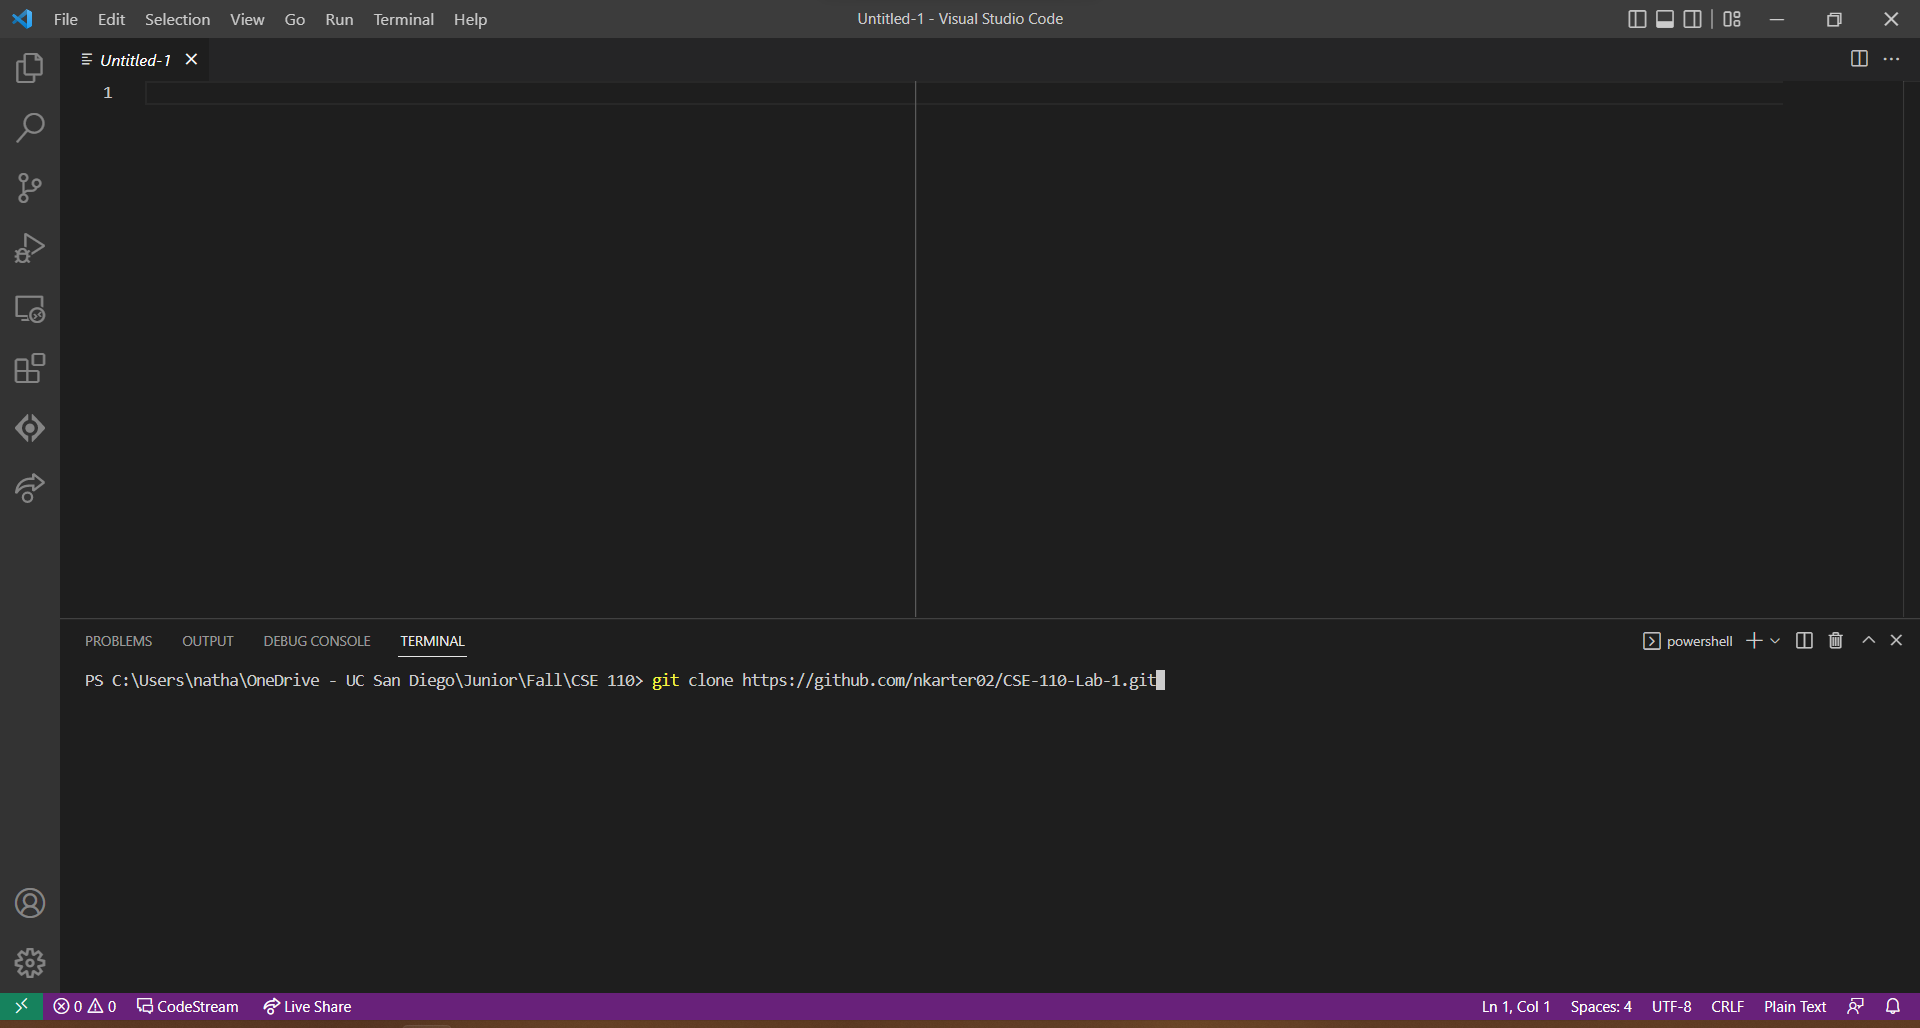 File Edit Selection View Go Run Terminal Help Untitled-1 - Visual Studio Code
Untitled-1
1
PROBLEMS OUTPUT DEBUG CONSOLE TERMINAL powershell
PS C:\Users\natha\OneDrive - UC San Diego\Junior\Fall\CSE 110> git clone https://github.com/nkarter02/CSE-110-Lab-1.git
0 0 CodeStream Live Share Ln 1, Col 1 Spaces: 4 UTF-8 CRLF Plain Text